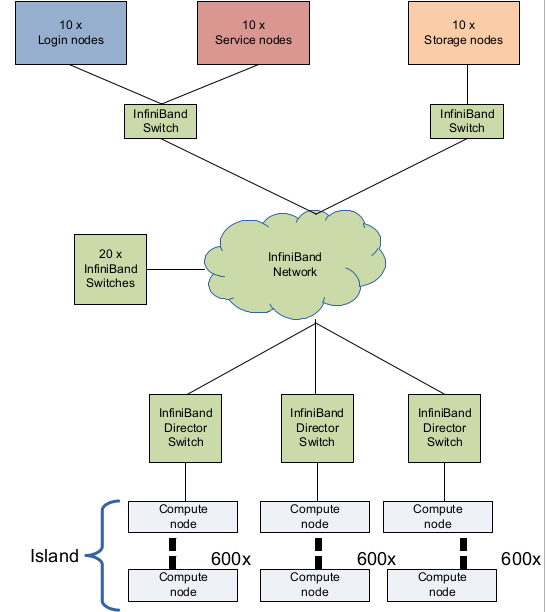 10 x
Login nodes
10 x
Service nodes
10 x
Storage nodes
InfiniBand
Switch
InfiniBand
Switch
20 x
InfiniBand
Switches
InfiniBand
Network
InfiniBand
Director
Switch
InfiniBand
Director
Switch
InfiniBand
Director
Switch
Compute
node
Compute
node
Compute
node
Island
600x
600x
600x
Compute
node
Compute
node
Compute
node